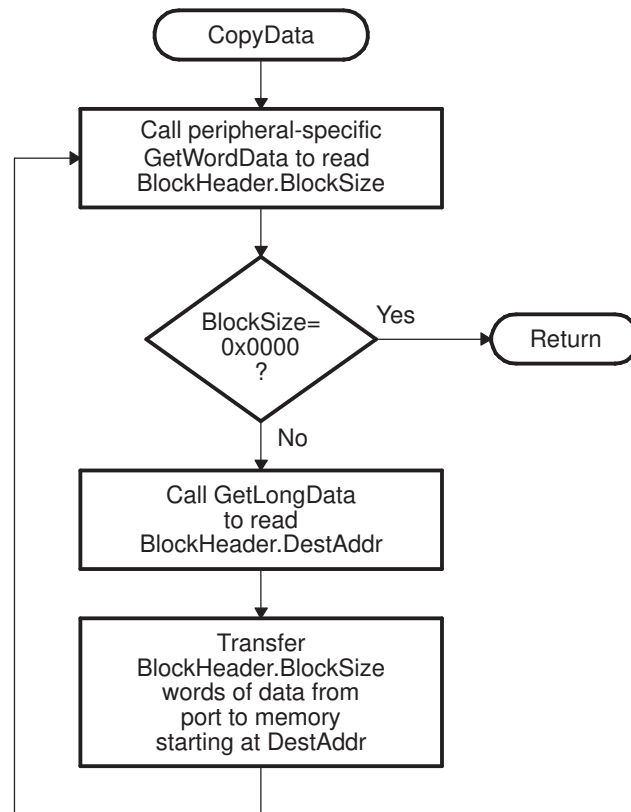 CopyData
Call peripheral-specific
GetWordData to read
BlockHeader.BlockSize
BlockSize=
0x0000
?
Yes
Return
No
Call GetLongData
to read
BlockHeader.DestAddr
Transfer
BlockHeader.BlockSize
words of data from
port to memory
starting at DestAddr